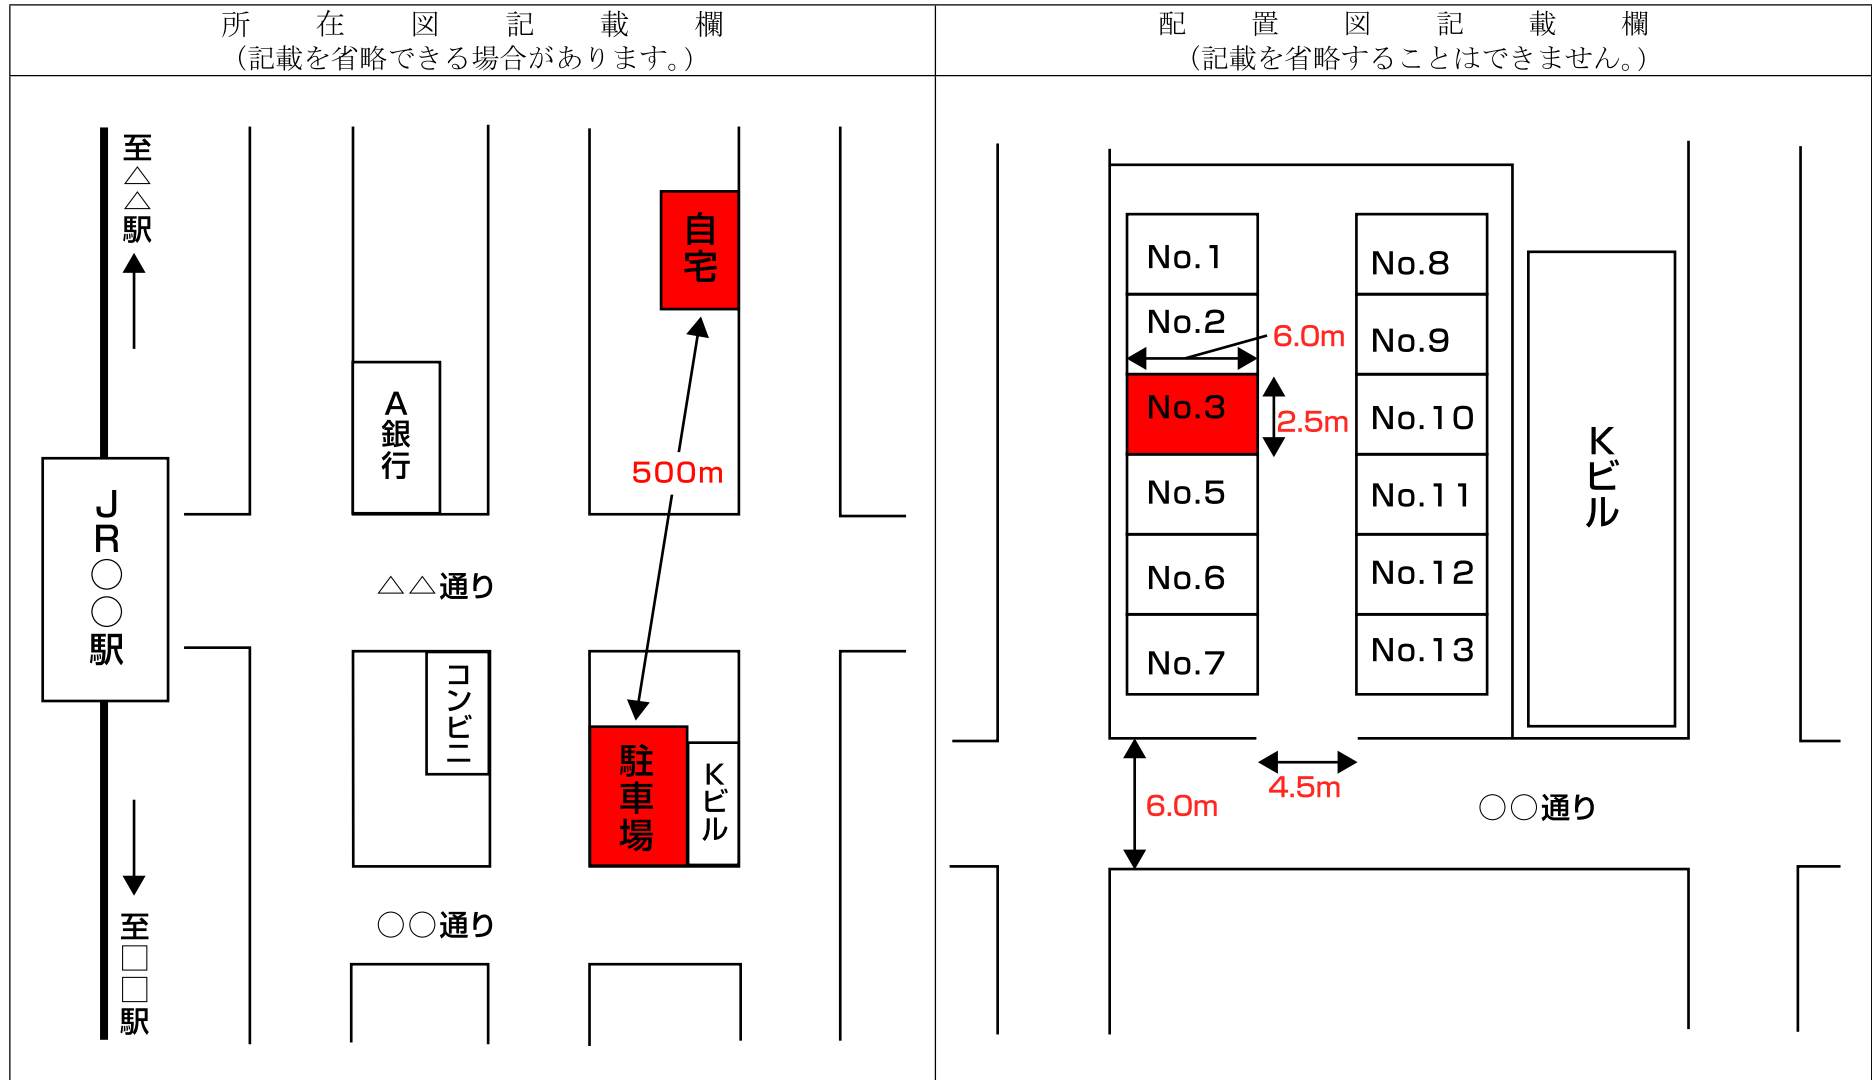 所在図記載欄
（記載を省略できる場合があります。）
至△△駅
自宅
A銀行
500m
JR○○駅
△△通り
コンビニ
駐車場
Kビル
○○通り
至□□駅
配置図記載欄
（記載を省略することはできません。）
No.1
No.2
6.0m
No.3
2.5m
No.5
No.6
No.7
No.8
No.9
No.10
No.11
No.12
No.13
Kビル
6.0m
4.5m
○○通り